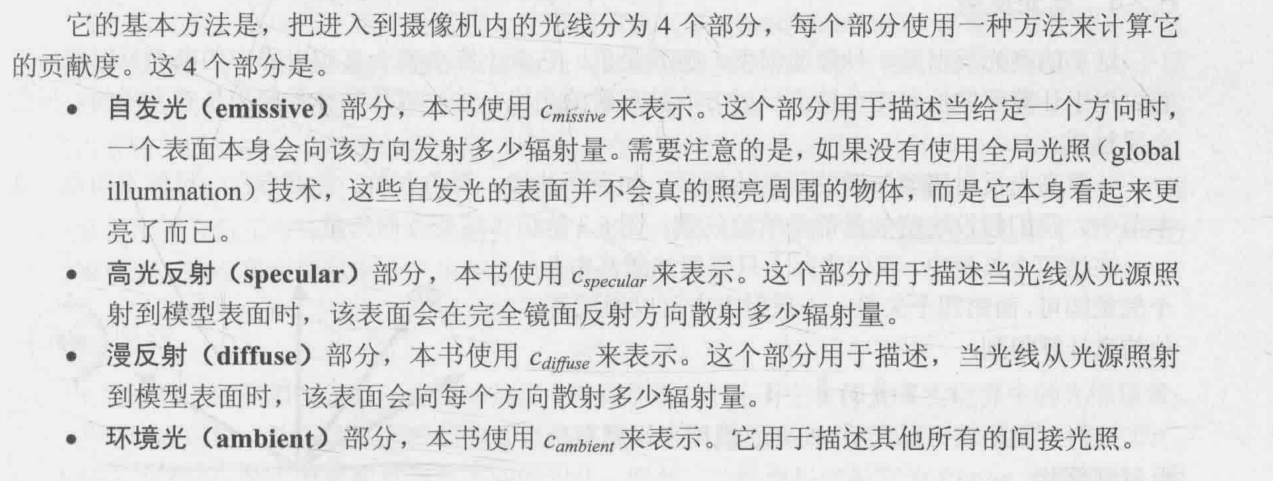 它的基本方法是，把进入到摄像机内的光线分为 4 个部分，每个部分使用一种方法来计算它
的贡献度。这 4 个部分是。
• 自发光（emissive）部分，本书使用 c_missive 来表示。这个部分用于描述当给定一个方向时，
一个表面本身会向该方向发射多少辐射量。需要注意的是，如果没有使用全局光照（global
illumination）技术，这些自发光的表面并不会真的照亮周围的物体，而是它本身看起来更
亮了而已。
• 高光反射（specular）部分，本书使用 c_specular 来表示。这个部分用于描述当光线从光源照
射到模型表面时，该表面会在完全镜面反射方向散射多少辐射量。
• 漫反射（diffuse）部分，本书使用 c_diffuse 来表示。这个部分用于描述，当光线从光源照射
到模型表面时，该表面会向每个方向散射多少辐射量。
• 环境光（ambient）部分，本书使用 c_ambient 来表示。它用于描述其他所有的间接光照。